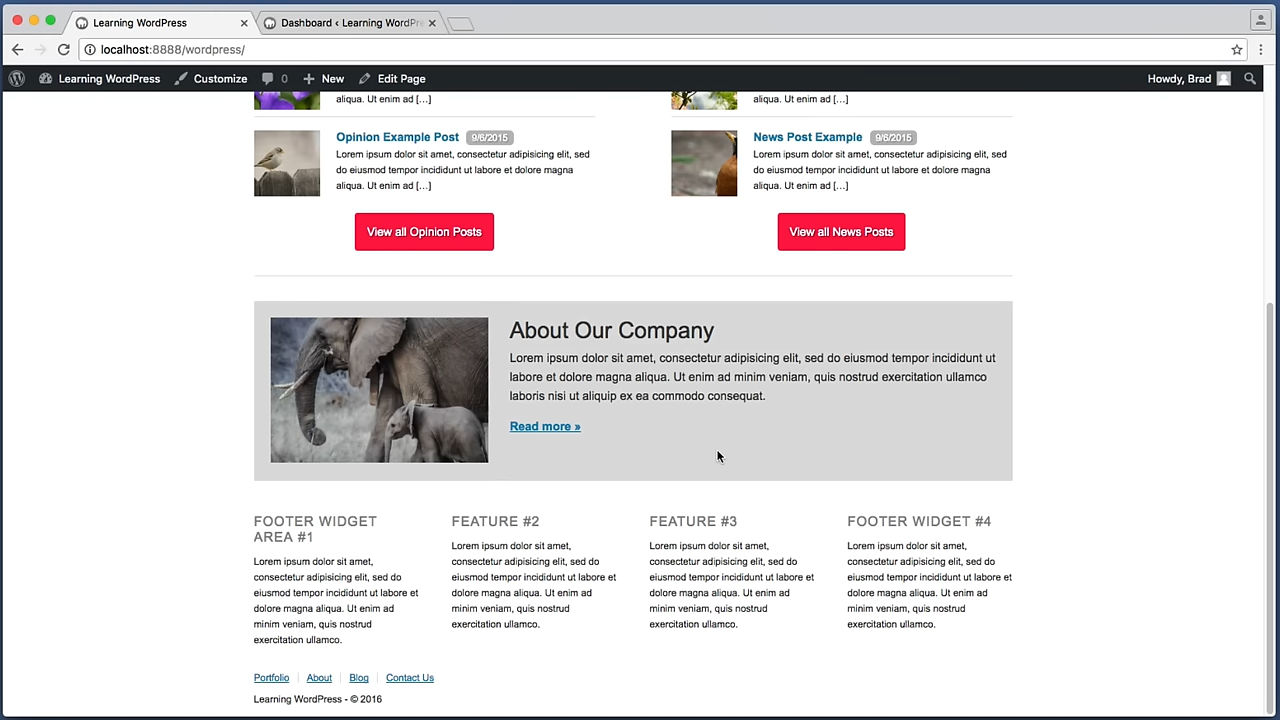 Learning WordPress
Dashboard ‹ Learning WordPre
localhost:8888/wordpress/
Learning WordPress Customize 0 New Edit Page Howdy, Brad
aliqua. Ut enim ad […]
Opinion Example Post 9/6/2015
Lorem ipsum dolor sit amet, consectetur adipisicing elit, sed
do eiusmod tempor incididunt ut labore et dolore magna
aliqua. Ut enim ad […]
View all Opinion Posts
aliqua. Ut enim ad […]
News Post Example 9/6/2015
Lorem ipsum dolor sit amet, consectetur adipisicing elit, sed
do eiusmod tempor incididunt ut labore et dolore magna
aliqua. Ut enim ad […]
View all News Posts
About Our Company
Lorem ipsum dolor sit amet, consectetur adipisicing elit, sed do eiusmod tempor incididunt ut
labore et dolore magna aliqua. Ut enim ad minim veniam, quis nostrud exercitation ullamco
laboris nisi ut aliquip ex ea commodo consequat.
Read more »
FOOTER WIDGET
AREA #1
Lorem ipsum dolor sit amet,
consectetur adipisicing elit, sed do
eiusmod tempor incididunt ut labore et
dolore magna aliqua. Ut enim ad
minim veniam, quis nostrud
exercitation ullamco.
FEATURE #2
Lorem ipsum dolor sit amet,
consectetur adipisicing elit, sed do
eiusmod tempor incididunt ut labore et
dolore magna aliqua. Ut enim ad
minim veniam, quis nostrud
exercitation ullamco.
FEATURE #3
Lorem ipsum dolor sit amet,
consectetur adipisicing elit, sed do
eiusmod tempor incididunt ut labore et
dolore magna aliqua. Ut enim ad
minim veniam, quis nostrud
exercitation ullamco.
FOOTER WIDGET #4
Lorem ipsum dolor sit amet,
consectetur adipisicing elit, sed do
eiusmod tempor incididunt ut labore et
dolore magna aliqua. Ut enim ad
minim veniam, quis nostrud
exercitation ullamco.
Portfolio About Blog Contact Us
Learning WordPress - © 2016